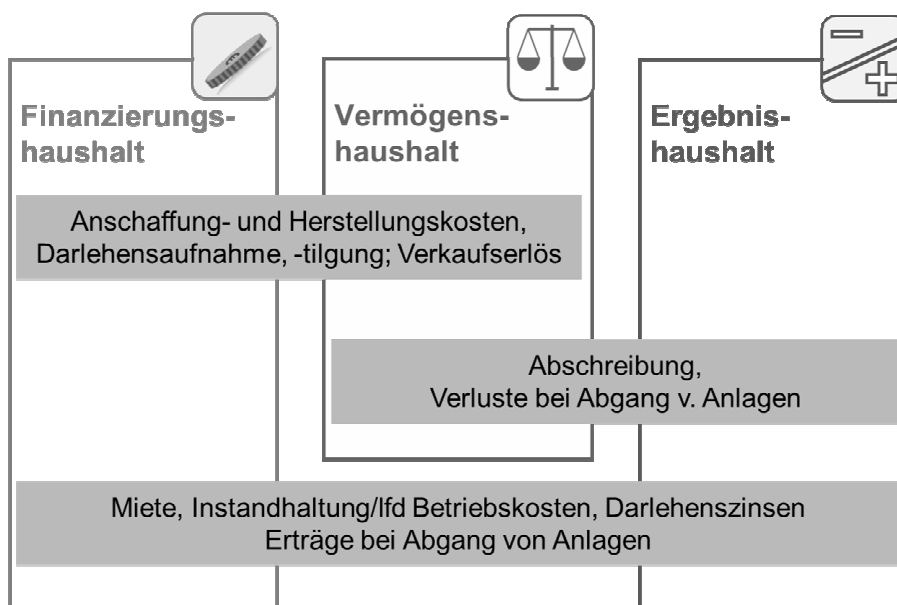 Finanzierungs-
haushalt
Vermögens-
haushalt
Ergebnis-
haushalt
Anschaffung- und Herstellungskosten,
Darlehensaufnahme, -tilgung; Verkaufserlös
Abschreibung,
Verluste bei Abgang v. Anlagen
Miete, Instandhaltung/lfd Betriebskosten, Darlehenszinsen
Erträge bei Abgang von Anlagen